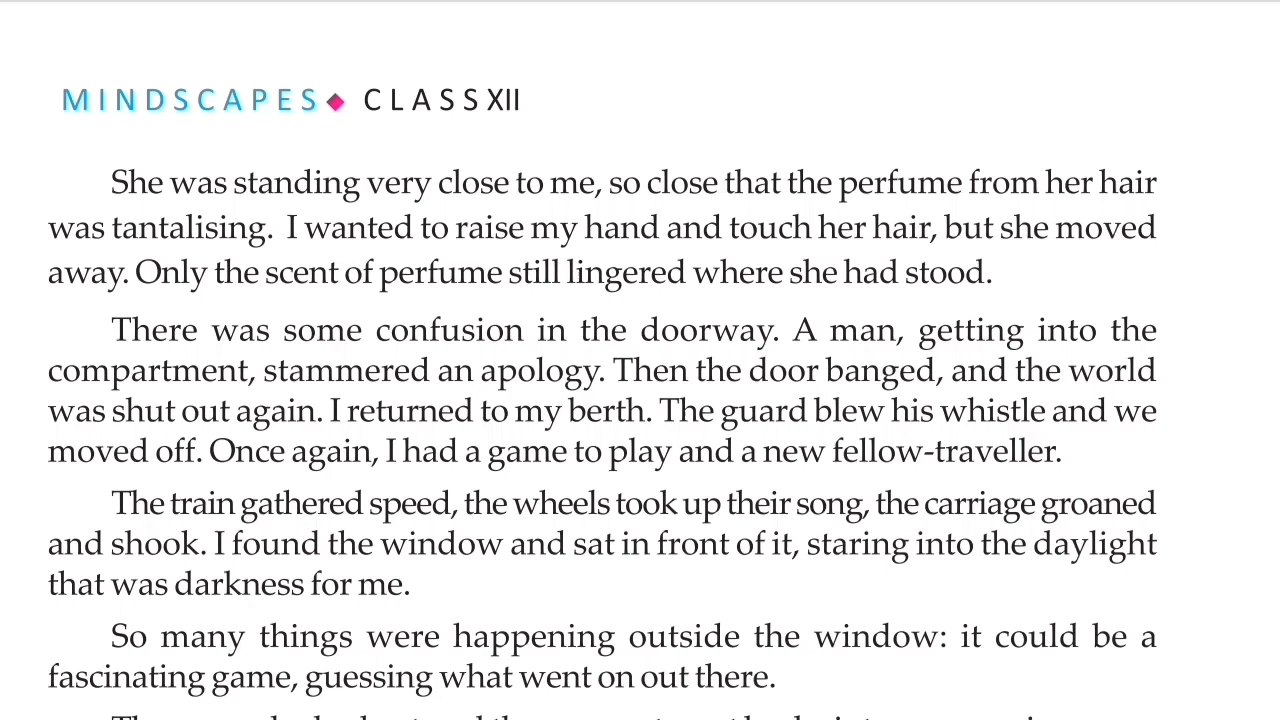 MINDSCAPES◆ CLASS XII
She was standing very close to me, so close that the perfume from her hair
was tantalising. I wanted to raise my hand and touch her hair, but she moved
away. Only the scent of perfume still lingered where she had stood.
There was some confusion in the doorway. A man, getting into the
compartment, stammered an apology. Then the door banged, and the world
was shut out again. I returned to my berth. The guard blew his whistle and we
moved off. Once again, I had a game to play and a new fellow-traveller.
The train gathered speed, the wheels took up their song, the carriage groaned
and shook. I found the window and sat in front of it, staring into the daylight
that was darkness for me.
So many things were happening outside the window: it could be a
fascinating game, guessing what went on out there.